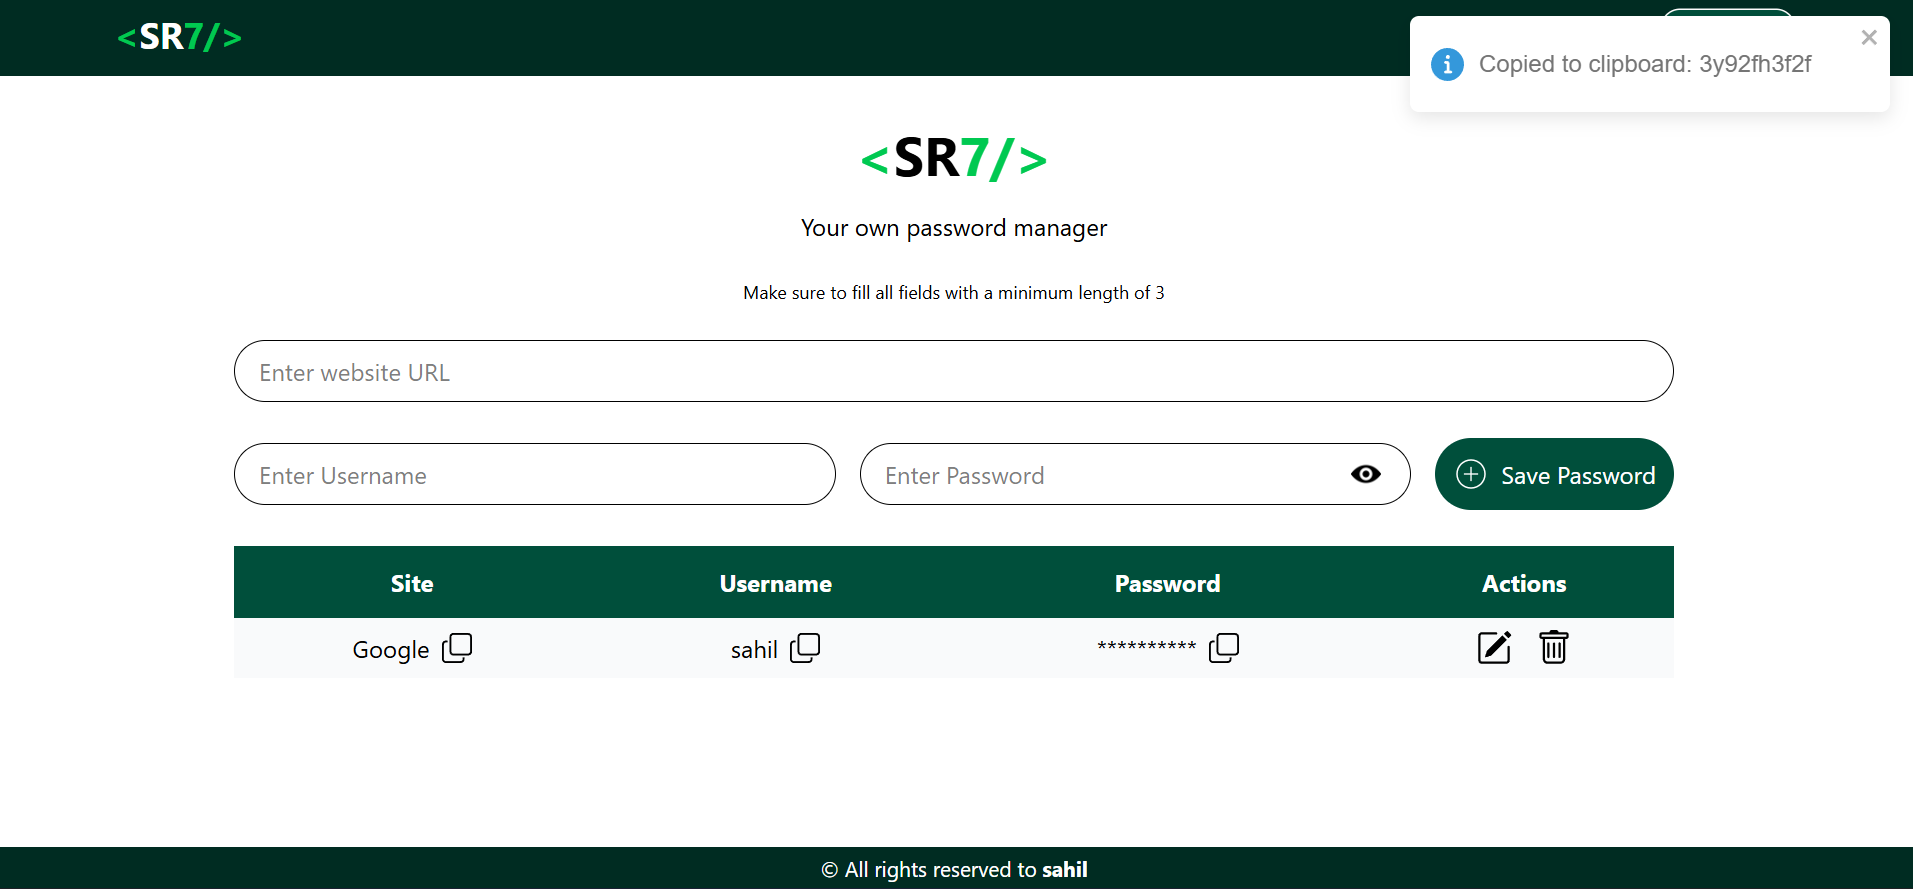 <SR7/>
Copied to clipboard: 3y92fh3f2f
<SR7/>
Your own password manager
Make sure to fill all fields with a minimum length of 3
Enter website URL
Enter Username
Enter Password
Save Password
Site Username Password Actions
Google sahil **********
© All rights reserved to sahil